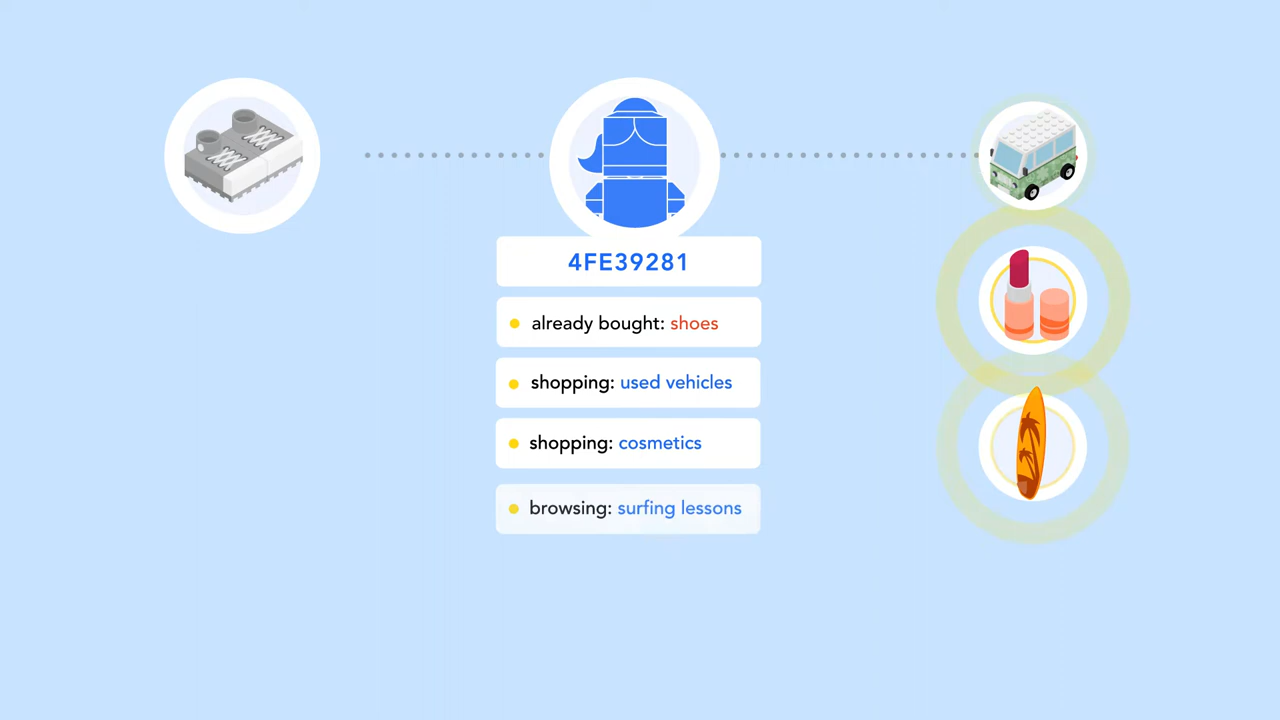 4FE39281
already bought: shoes
shopping: used vehicles
shopping: cosmetics
browsing: surfing lessons